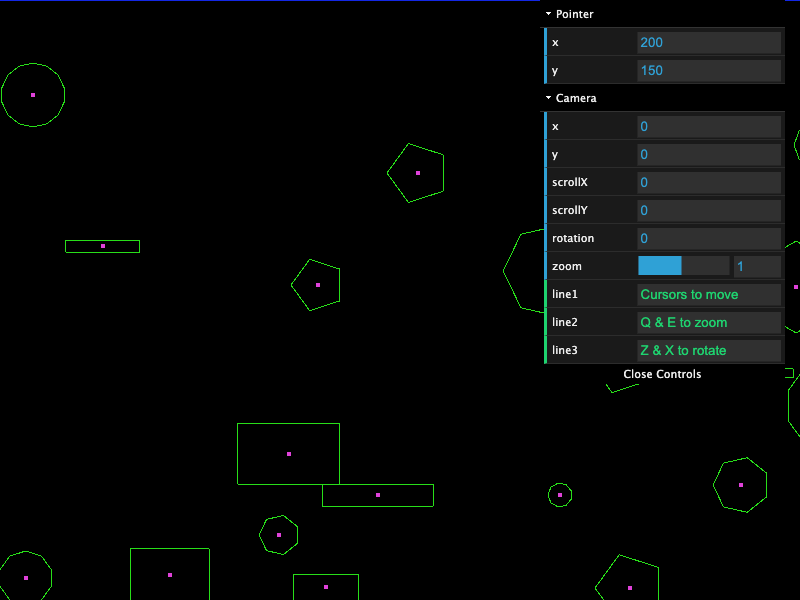 Pointer
x 200
y 150
Camera
x 0
y 0
scrollX 0
scrollY 0
rotation 0
zoom 1
line1 Cursors to move
line2 Q & E to zoom
line3 Z & X to rotate
Close Controls